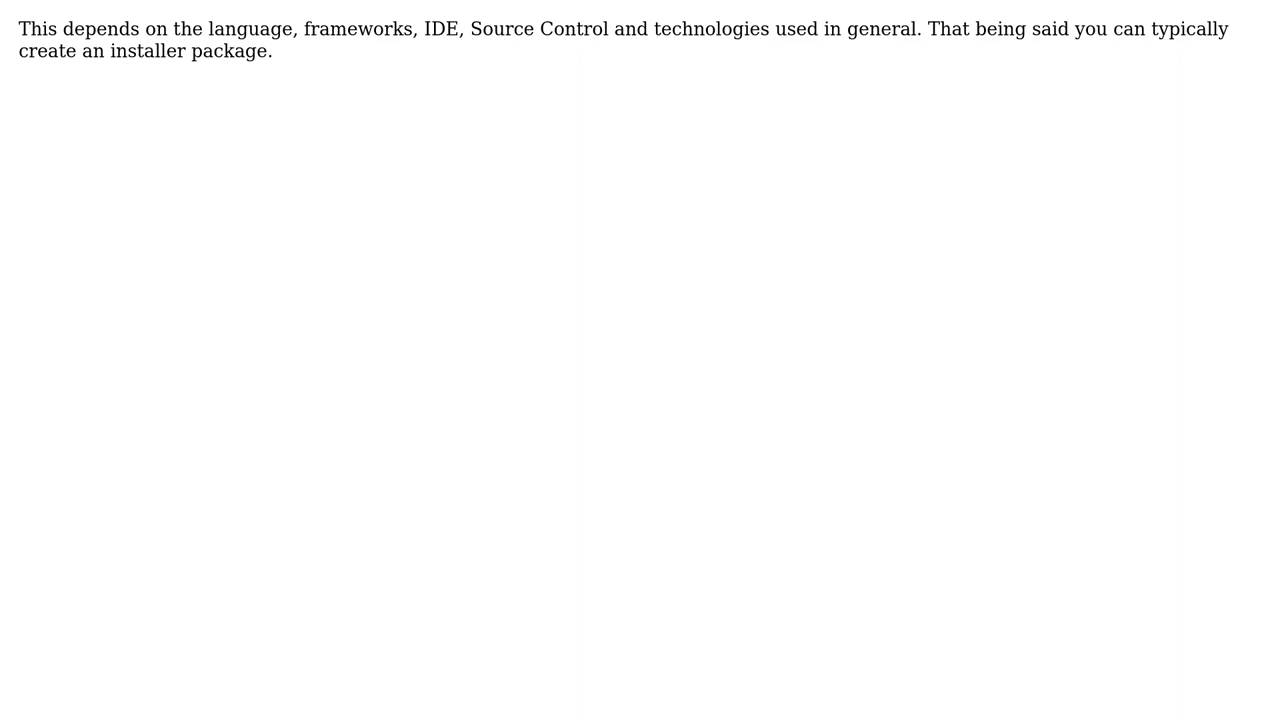 This depends on the language, frameworks, IDE, Source Control and technologies used in general. That being said you can typically
create an installer package.